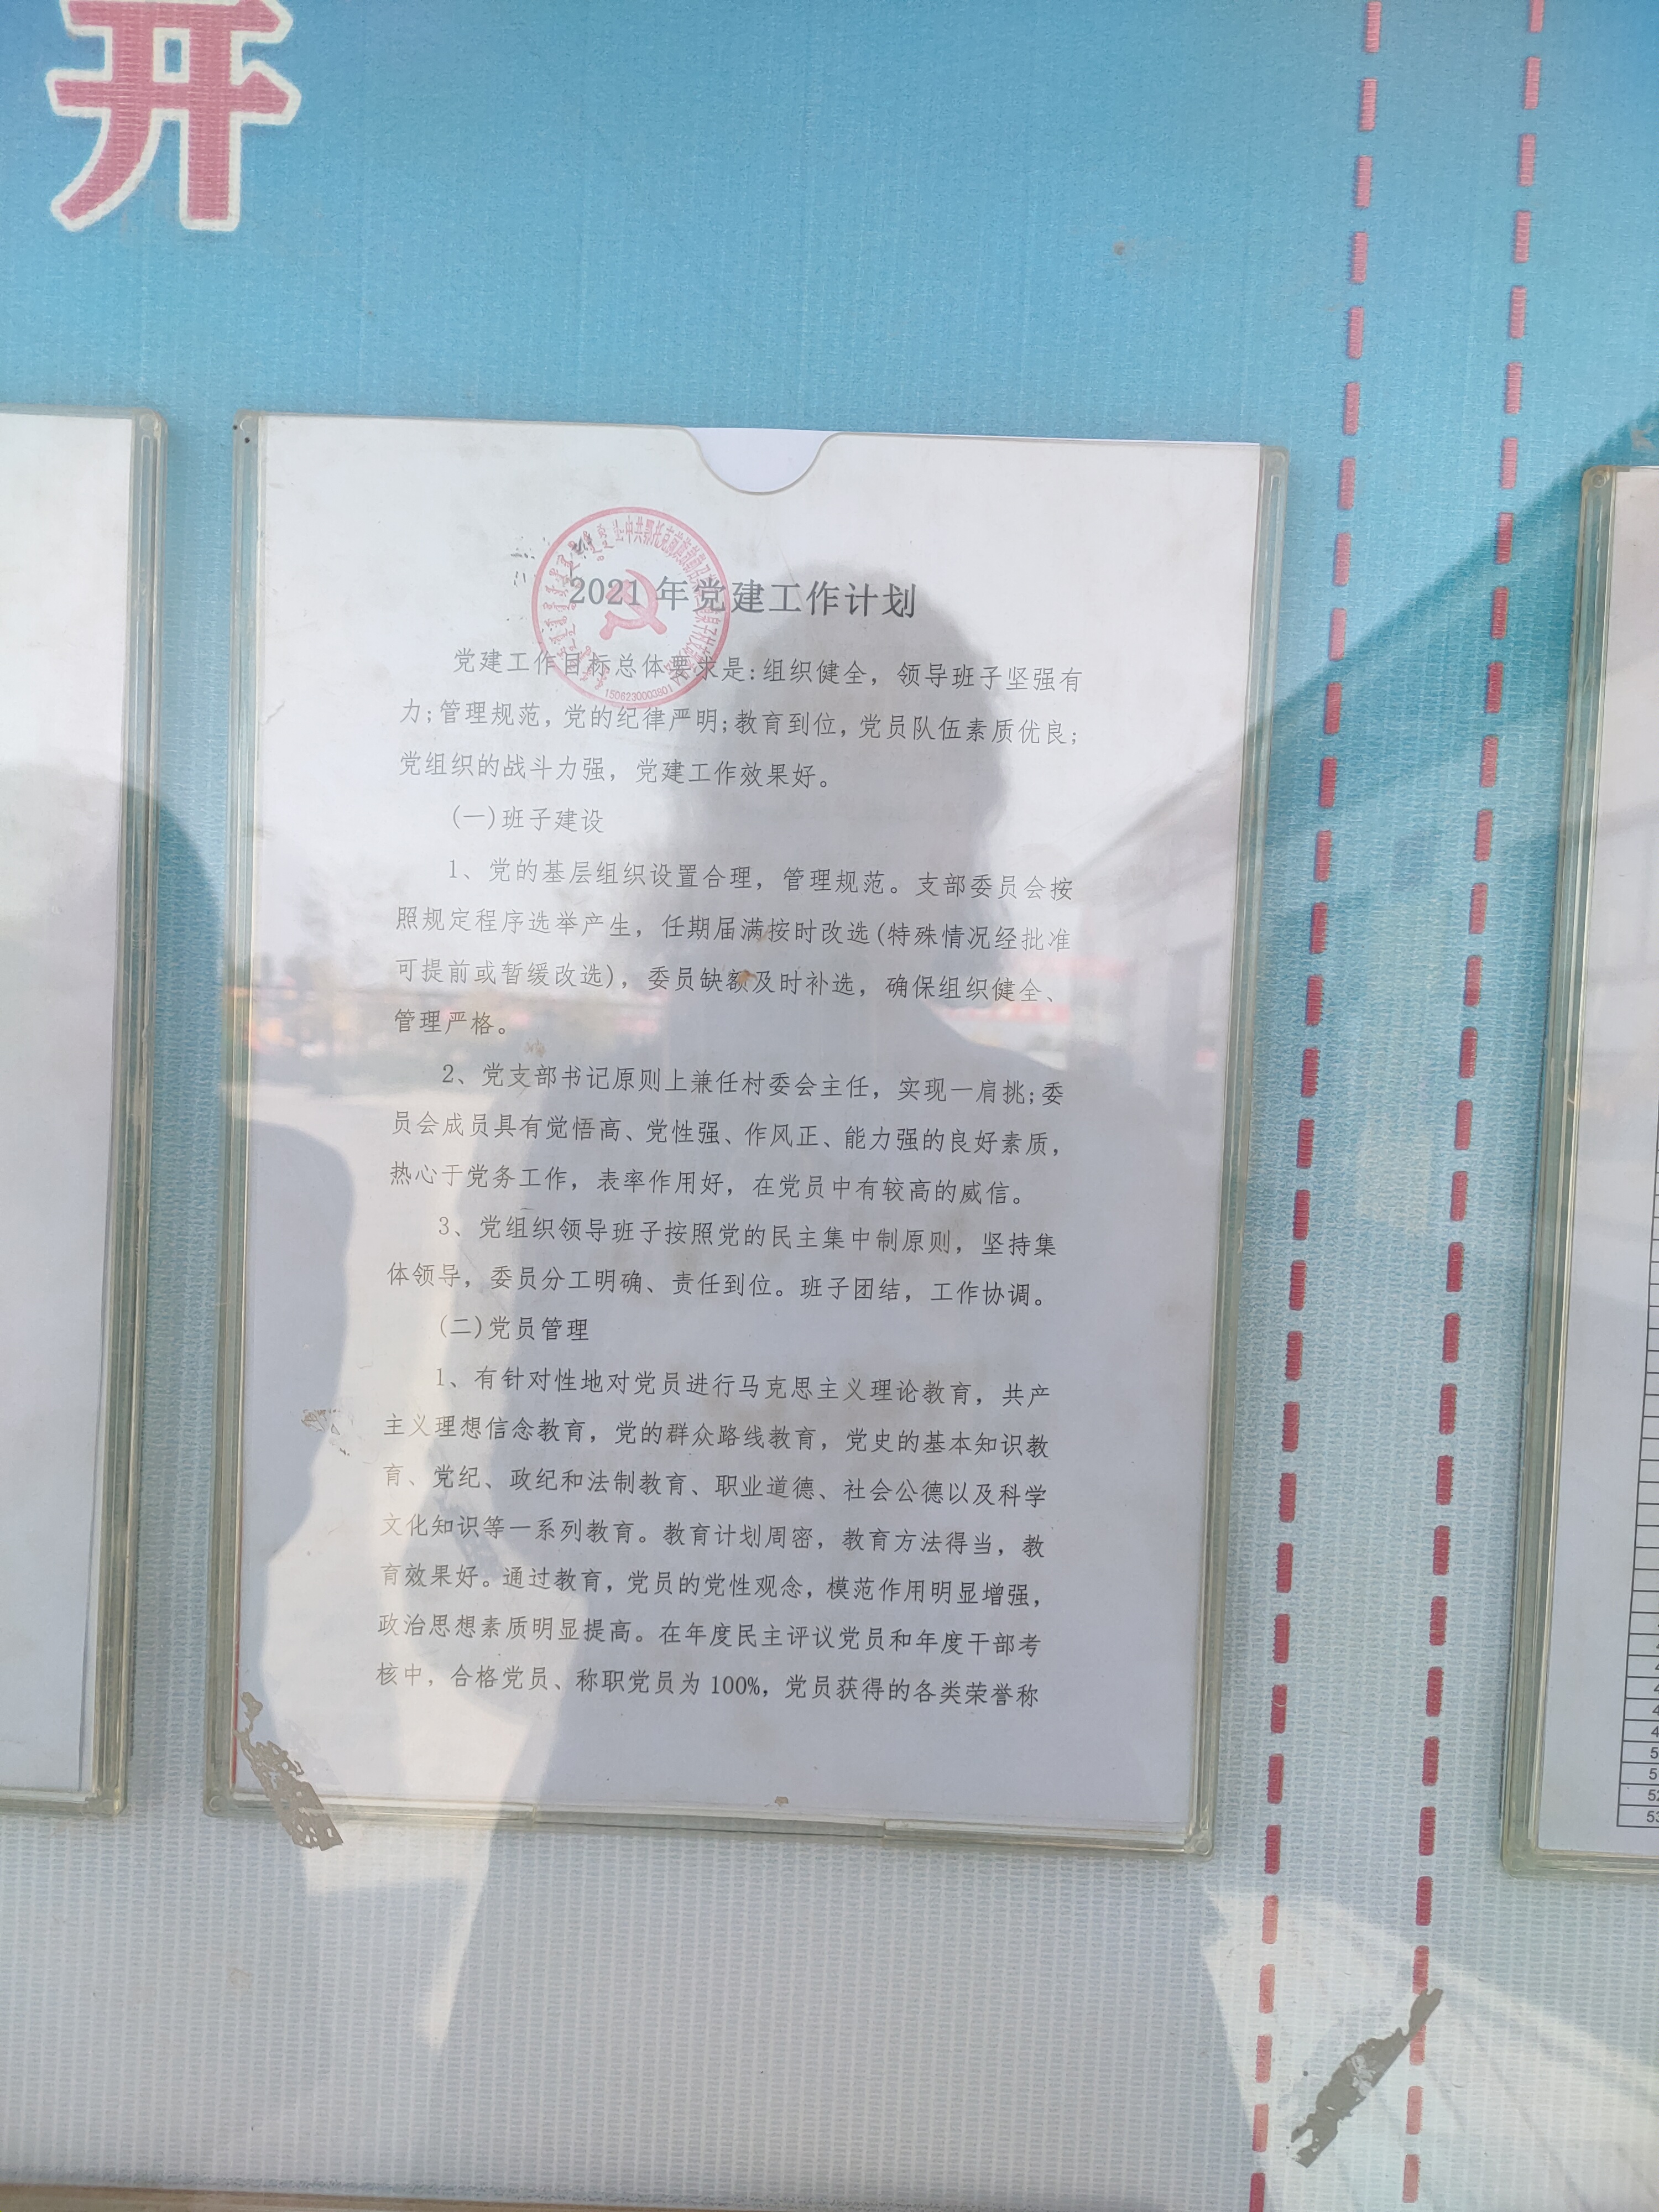 开
2021 年党建工作计划
1506230003801
党建工作目标总体要求是:组织健全，领导班子坚强有
力;管理规范，党的纪律严明;教育到位，党员队伍素质优良;
党组织的战斗力强，党建工作效果好。
(一)班子建设
1、党的基层组织设置合理，管理规范。支部委员会按
照规定程序选举产生，任期届满按时改选(特殊情况经批准
可提前或暂缓改选)，委员缺额及时补选，确保组织健全、
管理严格。
2、党支部书记原则上兼任村委会主任，实现一肩挑;委
员会成员具有觉悟高、党性强、作风正、能力强的良好素质，
热心于党务工作，表率作用好，在党员中有较高的威信。
3、党组织领导班子按照党的民主集中制原则，坚持集
体领导，委员分工明确、责任到位。班子团结，工作协调。
(二)党员管理
1、有针对性地对党员进行马克思主义理论教育，共产
主义理想信念教育，党的群众路线教育，党史的基本知识教
育、党纪、政纪和法制教育、职业道德、社会公德以及科学
文化知识等一系列教育。教育计划周密，教育方法得当，教
育效果好。通过教育，党员的党性观念，模范作用明显增强，
政治思想素质明显提高。在年度民主评议党员和年度干部考
核中，合格党员、称职党员为 100%，党员获得的各类荣誉称
53